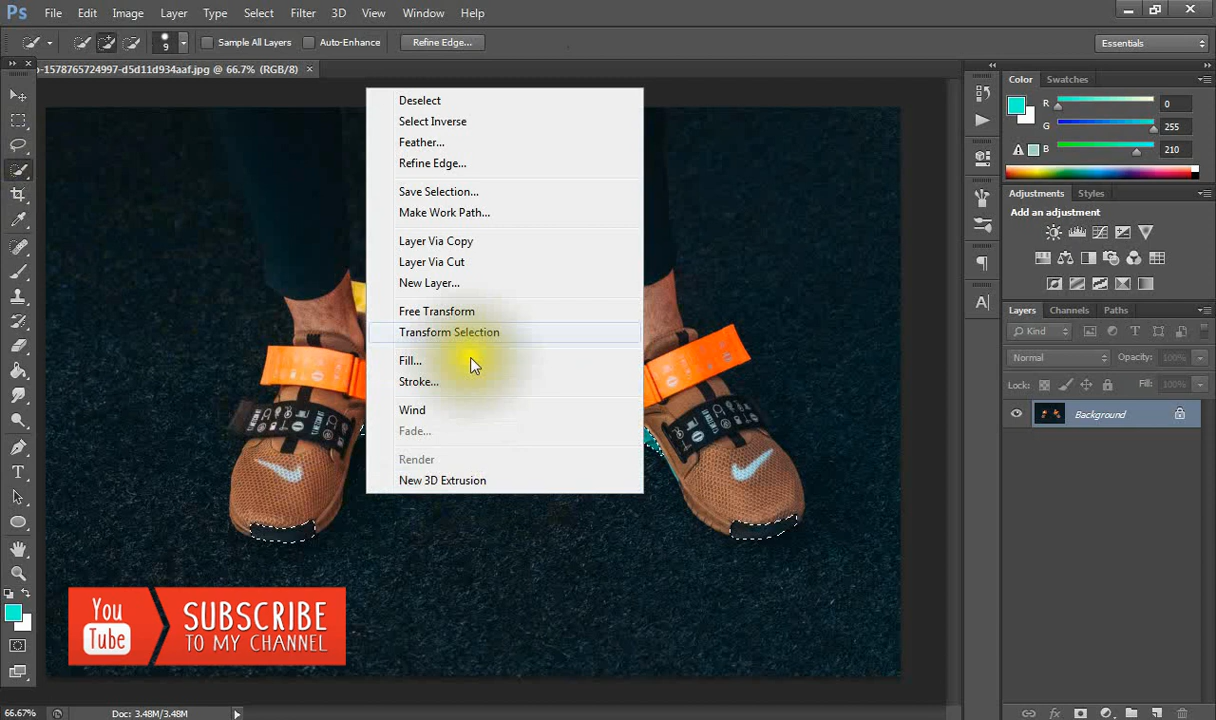 Ps File Edit Image Layer Type Select Filter 3D View Window Help
9 Sample All Layers Auto-Enhance Refine Edge... Essentials
-1578765724997-d5d11d934aaf.jpg @ 66.7% (RGB/8) ×
Deselect
Select Inverse
Feather...
Refine Edge...
Save Selection...
Make Work Path...
Layer Via Copy
Layer Via Cut
New Layer...
Free Transform
Transform Selection
Fill...
Stroke...
Wind
Fade...
Render
New 3D Extrusion
Color Swatches
R 0
G 255
B 210
Adjustments Styles
Add an adjustment
Layers Channels Paths
Kind
Normal Opacity: 100%
Lock: Fill: 100%
Background
You
Tube
SUBSCRIBE
TO MY CHANNEL
66.67% Doc: 3.48M/3.48M